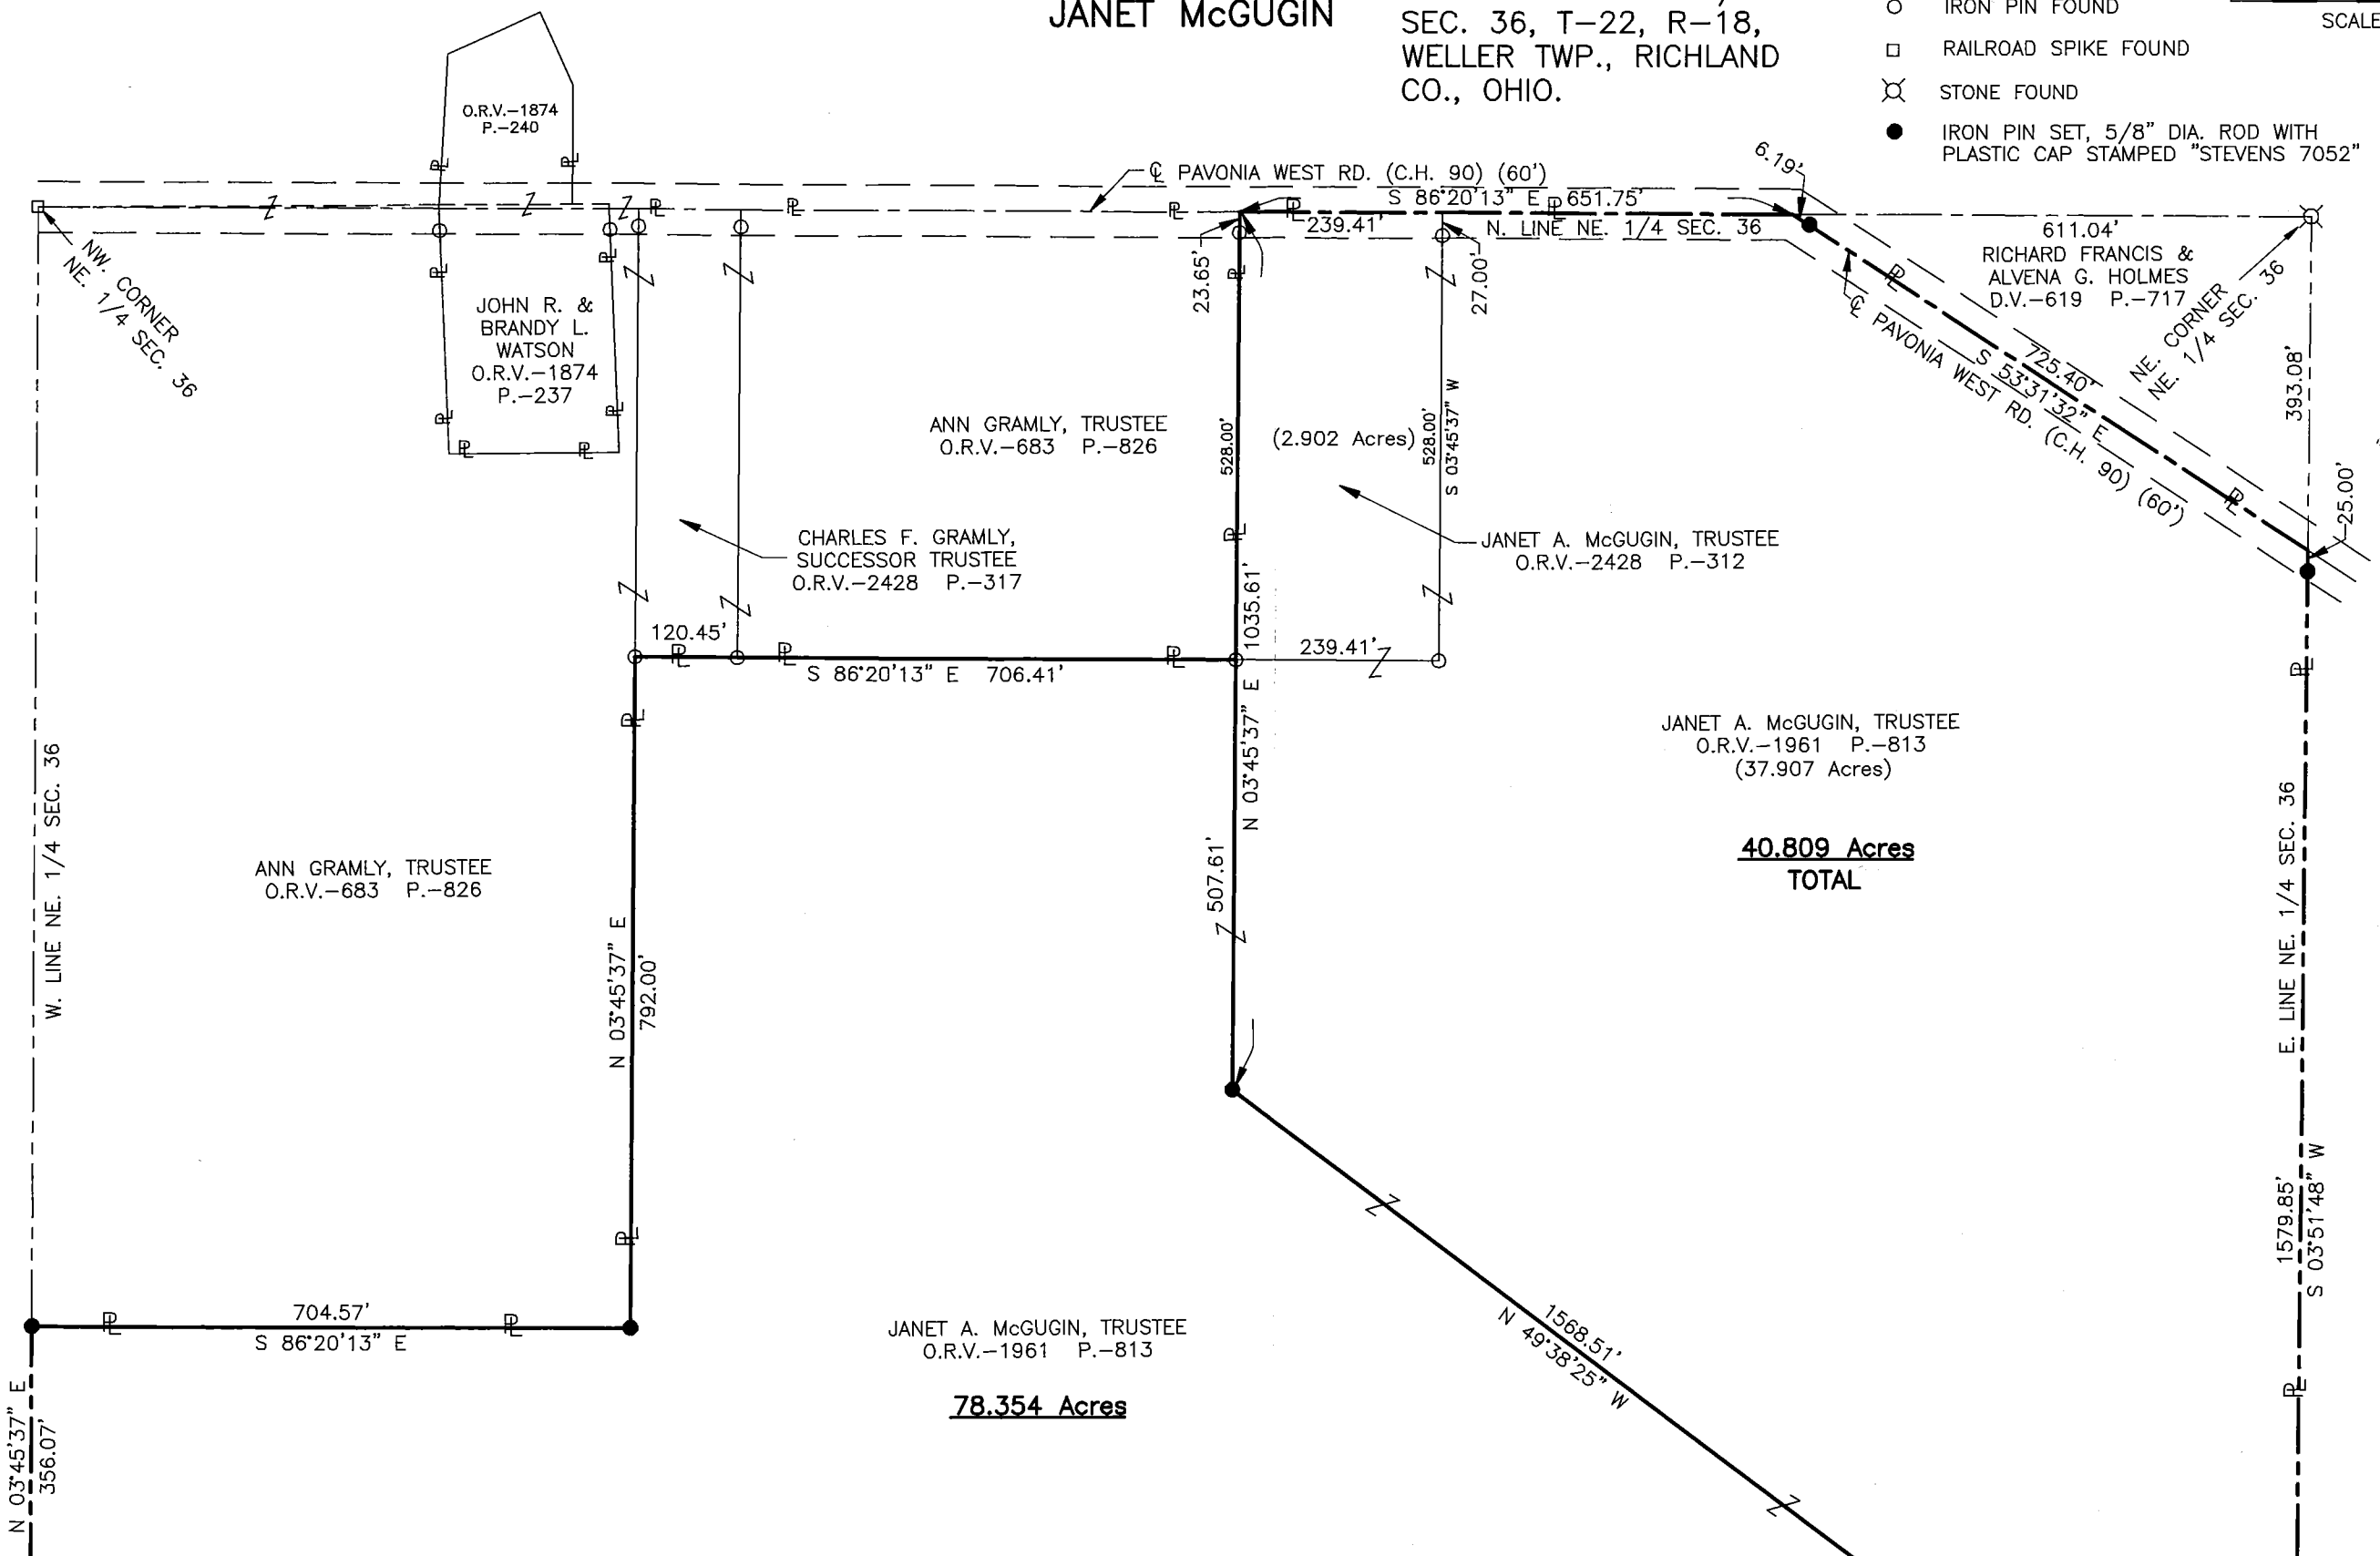 JANET McGUGIN
SEC. 36, T-22, R-18,
WELLER TWP., RICHLAND
CO., OHIO.
IRON PIN FOUND
RAILROAD SPIKE FOUND
STONE FOUND
IRON PIN SET, 5/8" DIA. ROD WITH
PLASTIC CAP STAMPED "STEVENS 7052"
SCALE
O.R.V.-1874
P.-240
℄ PAVONIA WEST RD. (C.H. 90) (60')
6.19'
S 86°20'13" E 651.75'
239.41'
N. LINE NE. 1/4 SEC. 36
611.04'
RICHARD FRANCIS &
ALVENA G. HOLMES
D.V.-619 P.-717
NW. CORNER
NE. 1/4 SEC. 36
JOHN R. &
BRANDY L.
WATSON
O.R.V.-1874
P.-237
23.65'
27.00'
℄ PAVONIA WEST RD. (C.H. 90) (60')
725.40'
S 53°31'32" E
NE. CORNER
NE. 1/4 SEC. 36
393.08'
25.00'
ANN GRAMLY, TRUSTEE
O.R.V.-683 P.-826
528.00'
(2.902 Acres)
528.00'
S 03°45'37" W
CHARLES F. GRAMLY,
SUCCESSOR TRUSTEE
O.R.V.-2428 P.-317
JANET A. McGUGIN, TRUSTEE
O.R.V.-2428 P.-312
120.45'
S 86°20'13" E 706.41'
1035.61'
N 03°45'37" E
239.41'
507.61'
JANET A. McGUGIN, TRUSTEE
O.R.V.-1961 P.-813
(37.907 Acres)
40.809 Acres
TOTAL
W. LINE NE. 1/4 SEC. 36
ANN GRAMLY, TRUSTEE
O.R.V.-683 P.-826
N 03°45'37" E
792.00'
E. LINE NE. 1/4 SEC. 36
1579.85'
S 03°51'48" W
704.57'
S 86°20'13" E
JANET A. McGUGIN, TRUSTEE
O.R.V.-1961 P.-813
78.354 Acres
1568.51'
N 49°38'25" W
N 03°45'37" E
356.07'